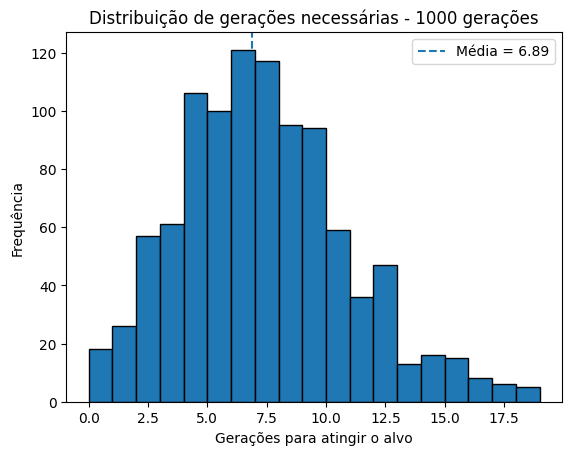 Distribuição de gerações necessárias - 1000 gerações
Média = 6.89
Frequência
120
100
80
60
40
20
0
0.0 2.5 5.0 7.5 10.0 12.5 15.0 17.5
Gerações para atingir o alvo